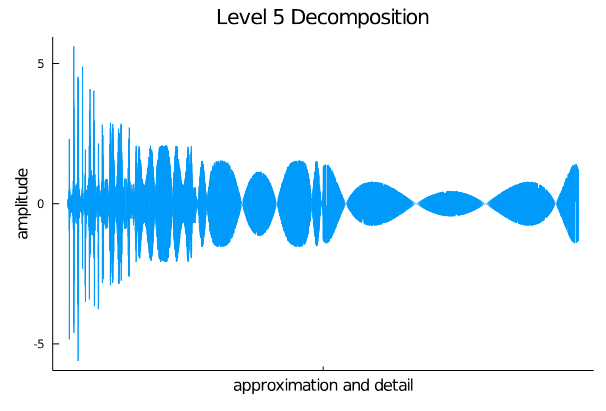 Level 5 Decomposition
5
0
-5
amplitude
approximation and detail